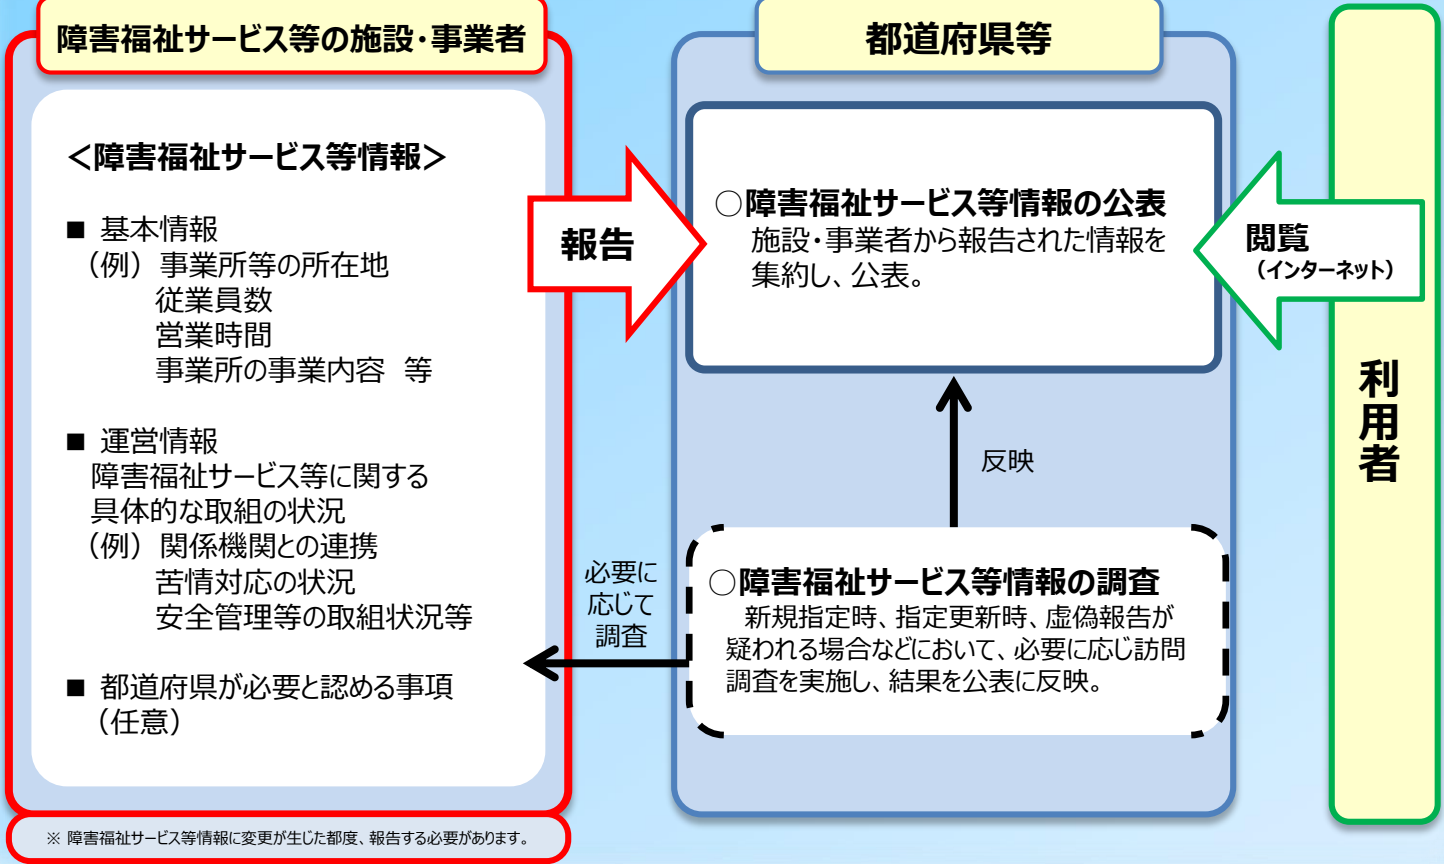 障害福祉サービス等の施設・事業者
＜障害福祉サービス等情報＞
■ 基本情報
（例）事業所等の所在地
従業員数
営業時間
事業所の事業内容 等
■ 運営情報
障害福祉サービス等に関する
具体的な取組の状況
（例）関係機関との連携
苦情対応の状況
安全管理等の取組状況等
■ 都道府県が必要と認める事項
（任意）
※ 障害福祉サービス等情報に変更が生じた都度、報告する必要があります。
報告
必要に
応じて
調査
都道府県等
○障害福祉サービス等情報の公表
施設・事業者から報告された情報を
集約し、公表。
反映
○障害福祉サービス等情報の調査
新規指定時、指定更新時、虚偽報告が
疑われる場合などにおいて、必要に応じ訪問
調査を実施し、結果を公表に反映。
閲覧
（インターネット）
利用者